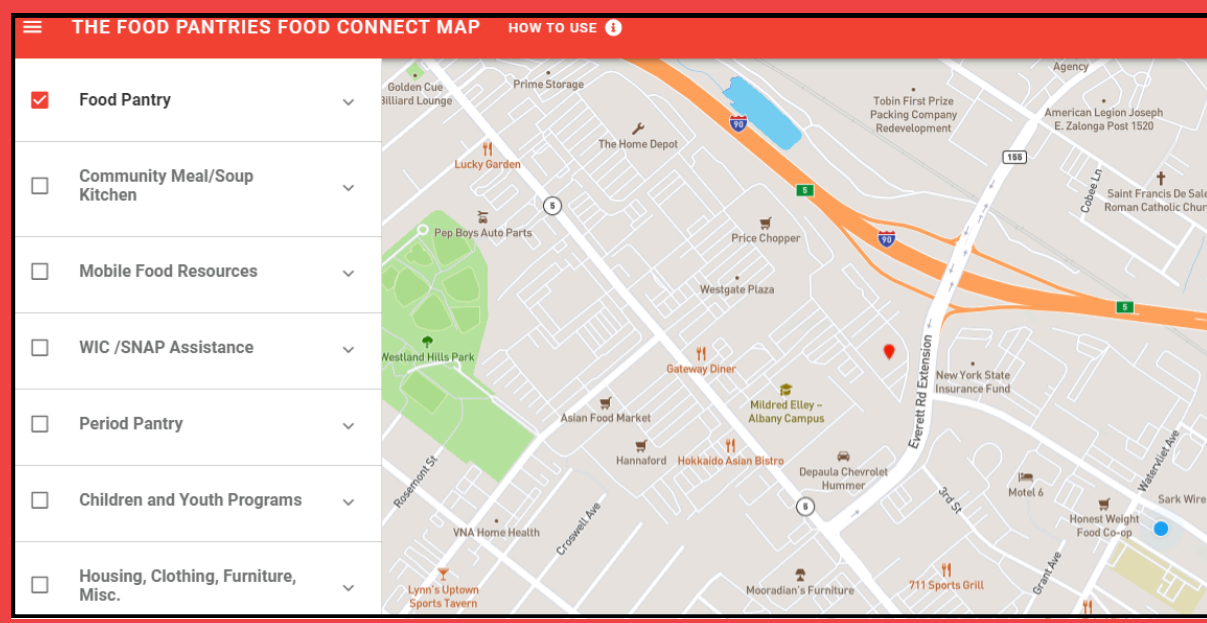 THE FOOD PANTRIES FOOD CONNECT MAP
HOW TO USE
Food Pantry
Community Meal/Soup
Kitchen
Mobile Food Resources
WIC /SNAP Assistance
Period Pantry
Children and Youth Programs
Housing, Clothing, Furniture,
Misc.
Golden Cue
Billiard Lounge
Prime Storage
Agency
Tobin First Prize
Packing Company
Redevelopment
American Legion Joseph
E. Zalonga Post 1520
90
The Home Depot
Lucky Garden
155
5
5
Cobee Ln
Saint Francis De Sale
Roman Catholic Chur
Pep Boys Auto Parts
Price Chopper
90
Westgate Plaza
5
Westland Hills Park
Gateway Diner
Everett Rd Extension
New York State
Insurance Fund
Mildred Elley –
Albany Campus
Asian Food Market
Hannaford
Hokkaido Asian Bistro
Depaula Chevrolet
Hummer
Rosemont St
Watervliet Ave
Motel 6
3rd St
5
Sark Wire
Honest Weight
Food Co-op
VNA Home Health
Croswell Ave
Grant Ave
Lynn's Uptown
Sports Tavern
Mooradian's Furniture
711 Sports Grill